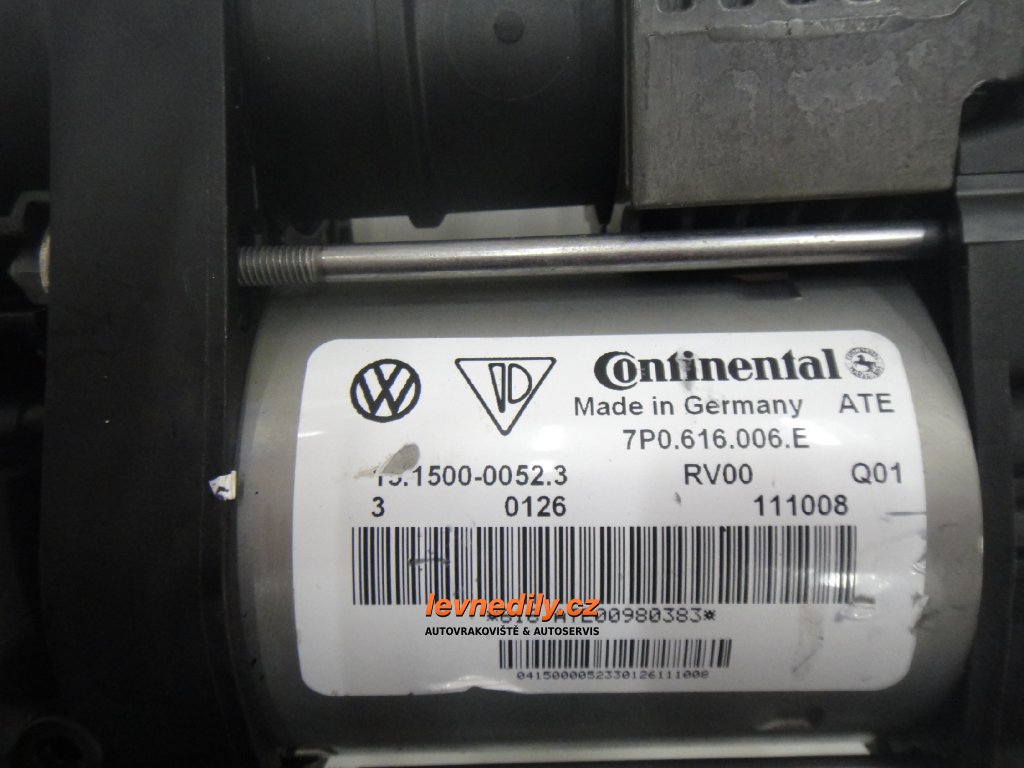 Continental
Made in Germany ATE
7P0.616.006.E
15.1500-0052.3 RV00 Q01
3 0126 111008
levnedily.cz
AUTOVRAKOVIŠTĚ & AUTOSERVIS
0415000052330126111008